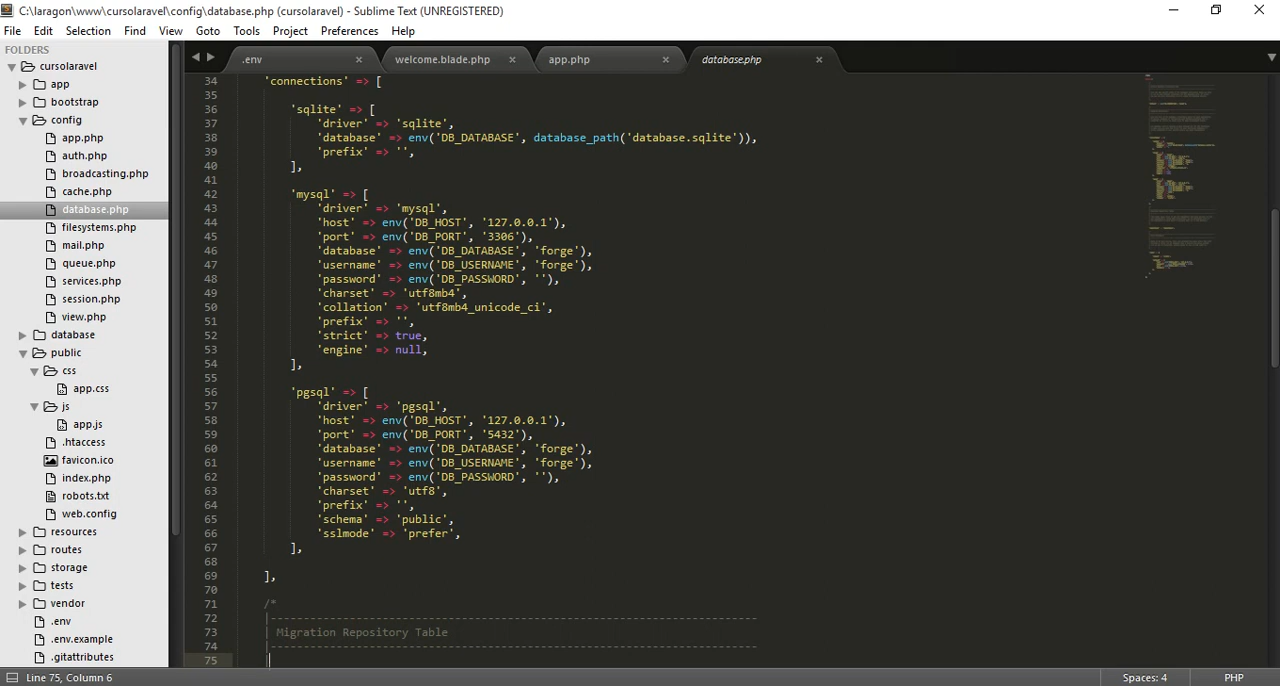 C:\laragon\www\cursolaravel\config\database.php (cursolaravel) - Sublime Text (UNREGISTERED)
File Edit Selection Find View Goto Tools Project Preferences Help
FOLDERS
cursolaravel
app
bootstrap
config
app.php
auth.php
broadcasting.php
cache.php
database.php
filesystems.php
mail.php
queue.php
services.php
session.php
view.php
database
public
css
app.css
js
app.js
.htaccess
favicon.ico
index.php
robots.txt
web.config
resources
routes
storage
tests
vendor
.env
.env.example
.gitattributes
.env welcome.blade.php app.php database.php
34 'connections' => [
35
36 'sqlite' => [
37 'driver' => 'sqlite',
38 'database' => env('DB_DATABASE', database_path('database.sqlite')),
39 'prefix' => '',
40 ],
41
42 'mysql' => [
43 'driver' => 'mysql',
44 'host' => env('DB_HOST', '127.0.0.1'),
45 'port' => env('DB_PORT', '3306'),
46 'database' => env('DB_DATABASE', 'forge'),
47 'username' => env('DB_USERNAME', 'forge'),
48 'password' => env('DB_PASSWORD', ''),
49 'charset' => 'utf8mb4',
50 'collation' => 'utf8mb4_unicode_ci',
51 'prefix' => '',
52 'strict' => true,
53 'engine' => null,
54 ],
55
56 'pgsql' => [
57 'driver' => 'pgsql',
58 'host' => env('DB_HOST', '127.0.0.1'),
59 'port' => env('DB_PORT', '5432'),
60 'database' => env('DB_DATABASE', 'forge'),
61 'username' => env('DB_USERNAME', 'forge'),
62 'password' => env('DB_PASSWORD', ''),
63 'charset' => 'utf8',
64 'prefix' => '',
65 'schema' => 'public',
66 'sslmode' => 'prefer',
67 ],
68
69 ],
70
71 /*
72 |--------------------------------------------------------------------------
73 | Migration Repository Table
74 |--------------------------------------------------------------------------
75 |
Line 75, Column 6 Spaces: 4 PHP